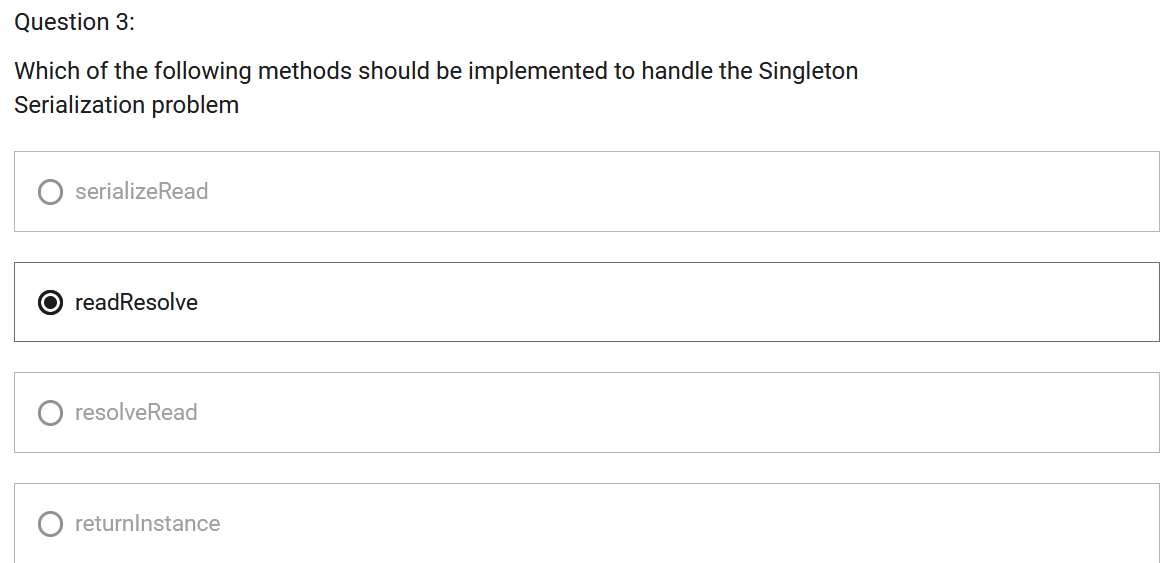 Question 3:
Which of the following methods should be implemented to handle the Singleton
Serialization problem
serializeRead
readResolve
resolveRead
returnInstance